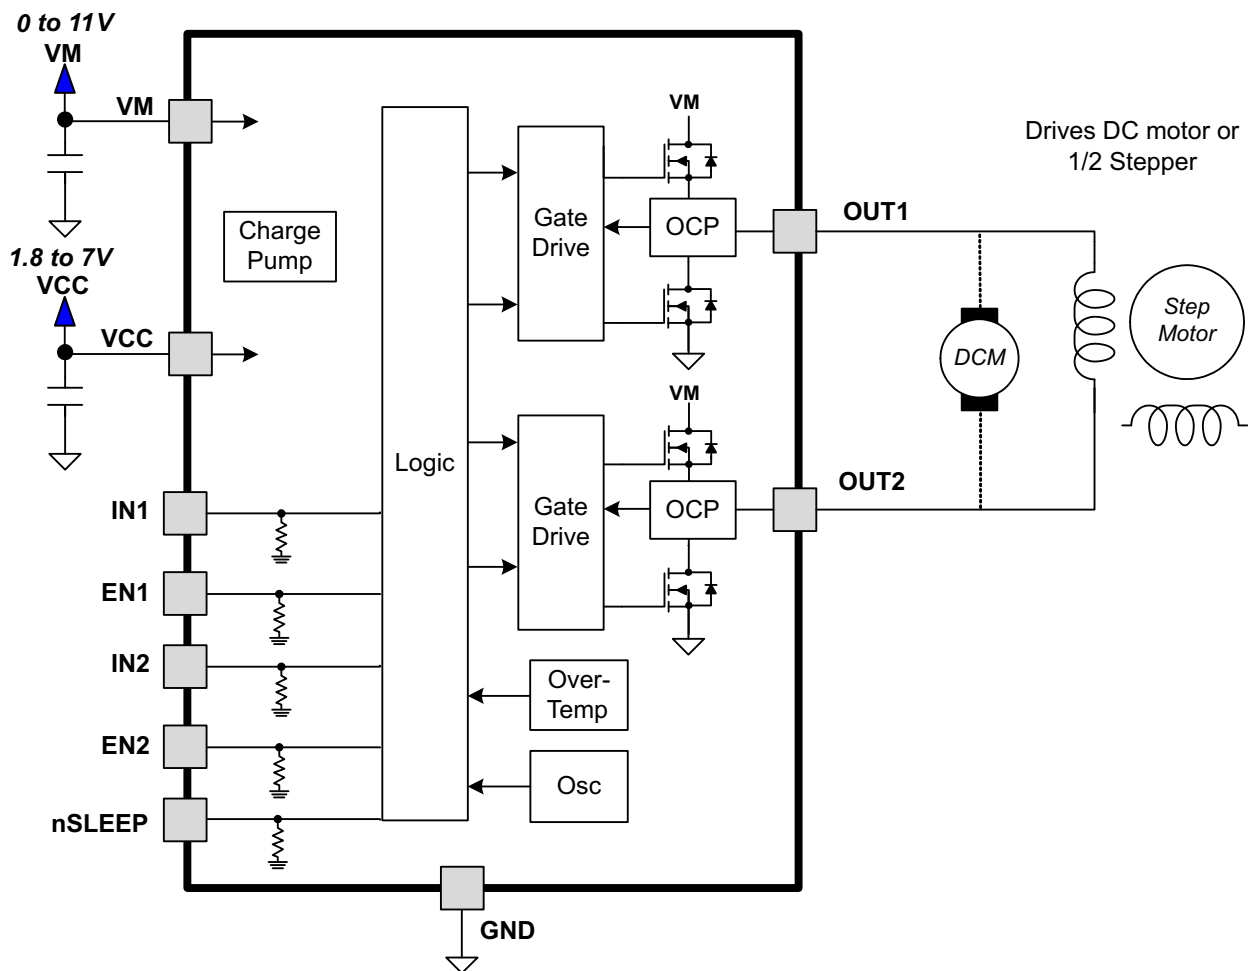 0 to 11V
VM
VM
1.8 to 7V
VCC
VCC
IN1
EN1
IN2
EN2
nSLEEP
Charge
Pump
Logic
Gate
Drive
VM
OCP
OUT1
Gate
Drive
VM
OCP
OUT2
Over-
Temp
Osc
GND
Drives DC motor or
1/2 Stepper
DCM
Step
Motor